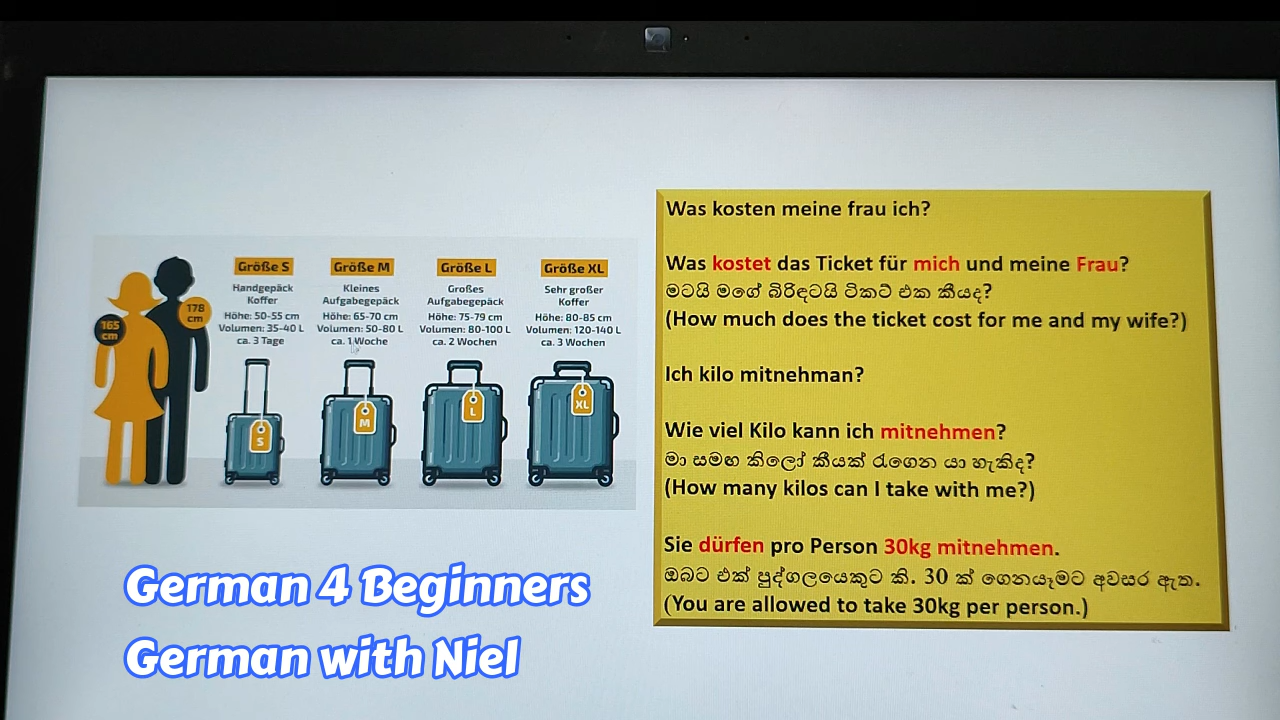 Größe S
Handgepäck
Koffer
Höhe: 50-55 cm
Volumen: 35-40 L
ca. 3 Tage
Größe M
Kleines
Aufgabegepäck
Höhe: 65-70 cm
Volumen: 50-80 L
ca. 1 Woche
Größe L
Großes
Aufgabegepäck
Höhe: 75-79 cm
Volumen: 80-100 L
ca. 2 Wochen
Größe XL
Sehr großer
Koffer
Höhe: 80-85 cm
Volumen: 120-140 L
ca. 3 Wochen
165
cm
178
cm
S
M
L
XL
Was kosten meine frau ich?
Was kostet das Ticket für mich und meine Frau?
මටයි මගේ බිරිඳටයි ටිකට් එක කීයද?
(How much does the ticket cost for me and my wife?)
Ich kilo mitnehman?
Wie viel Kilo kann ich mitnehmen?
මා සමඟ කිලෝ කීයක් රැගෙන යා හැකිද?
(How many kilos can I take with me?)
Sie dürfen pro Person 30kg mitnehmen.
ඔබට එක් පුද්ගලයෙකුට කි. 30 ක් ගෙනයෑමට අවසර ඇත.
(You are allowed to take 30kg per person.)
German 4 Beginners
German with Niel